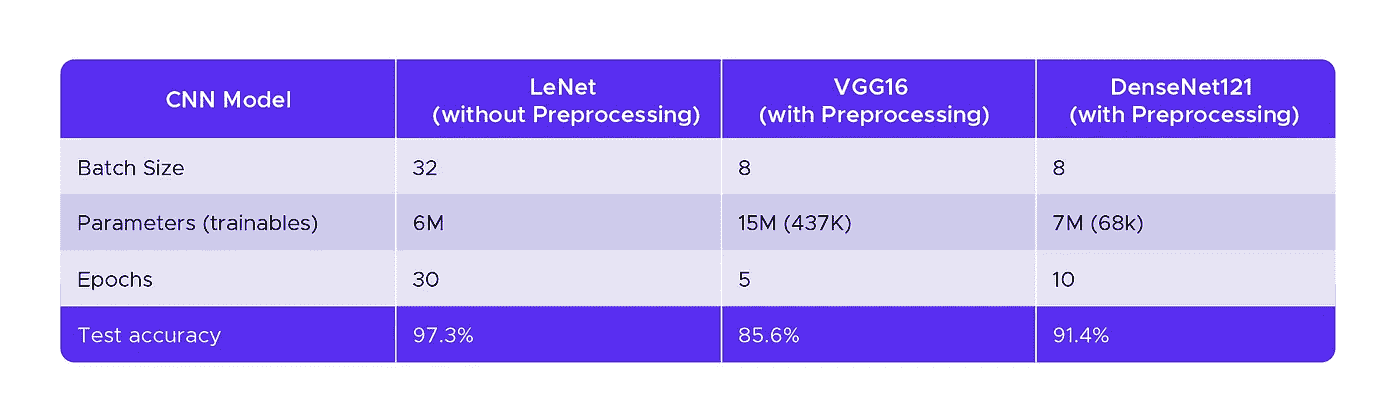 CNN Model
LeNet
(without Preprocessing)
VGG16
(with Preprocessing)
DenseNet121
(with Preprocessing)
Batch Size
32
8
8
Parameters (trainables)
6M
15M (437K)
7M (68k)
Epochs
30
5
10
Test accuracy
97.3%
85.6%
91.4%